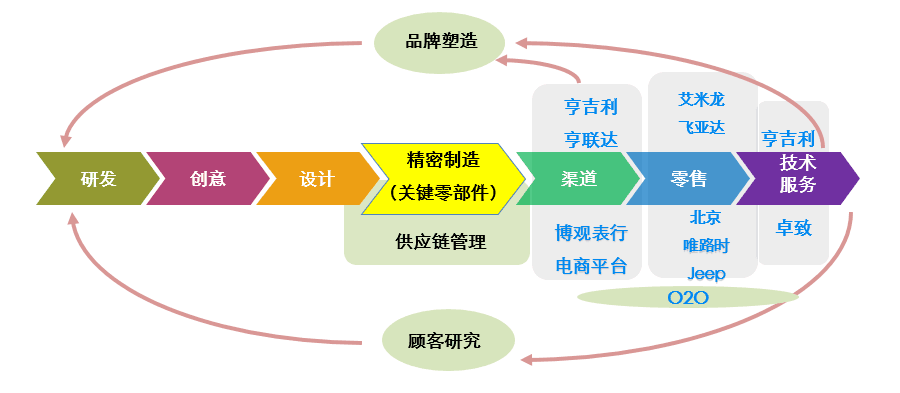 品牌塑造
亨吉利
亨联达
艾米龙
飞亚达
亨吉利
研发
创意
设计
精密制造
（关键零部件）
渠道
零售
技术
服务
供应链管理
博观表行
电商平台
北京
唯路时
Jeep
卓致
O2O
顾客研究